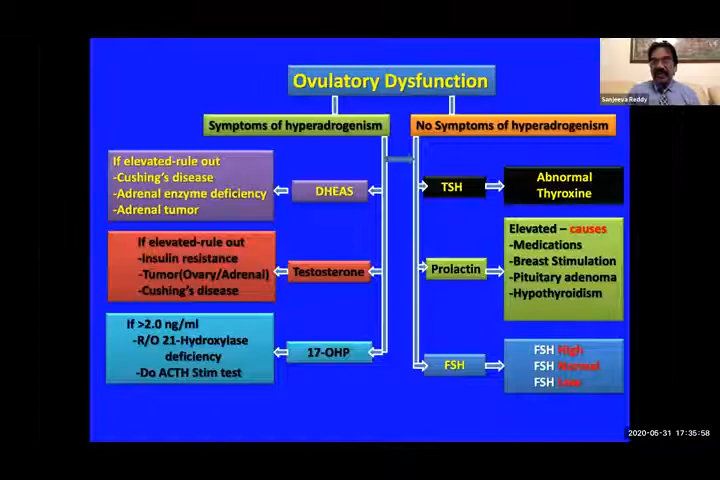 Ovulatory Dysfunction
Sanjeeva Reddy
Symptoms of hyperadrogenism
No Symptoms of hyperadrogenism
If elevated-rule out
-Cushing's disease
-Adrenal enzyme deficiency
-Adrenal tumor
DHEAS
TSH
Abnormal
Thyroxine
If elevated-rule out
-Insulin resistance
-Tumor(Ovary/Adrenal)
-Cushing's disease
Testosterone
Prolactin
Elevated – causes
-Medications
-Breast Stimulation
-Pituitary adenoma
-Hypothyroidism
If >2.0 ng/ml
-R/O 21-Hydroxylase
deficiency
-Do ACTH Stim test
17-OHP
FSH
FSH High
FSH Normal
FSH Low
2020-05-31 17:35:58